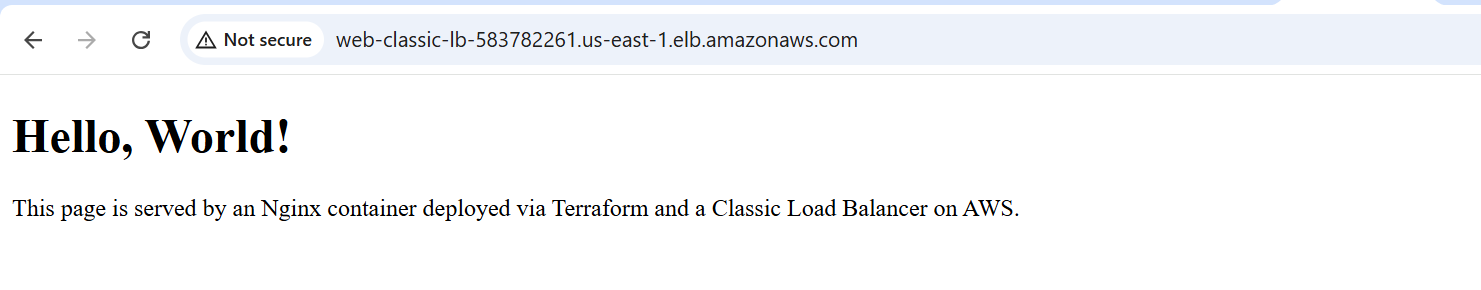 Not secure web-classic-lb-583782261.us-east-1.elb.amazonaws.com
Hello, World!
This page is served by an Nginx container deployed via Terraform and a Classic Load Balancer on AWS.